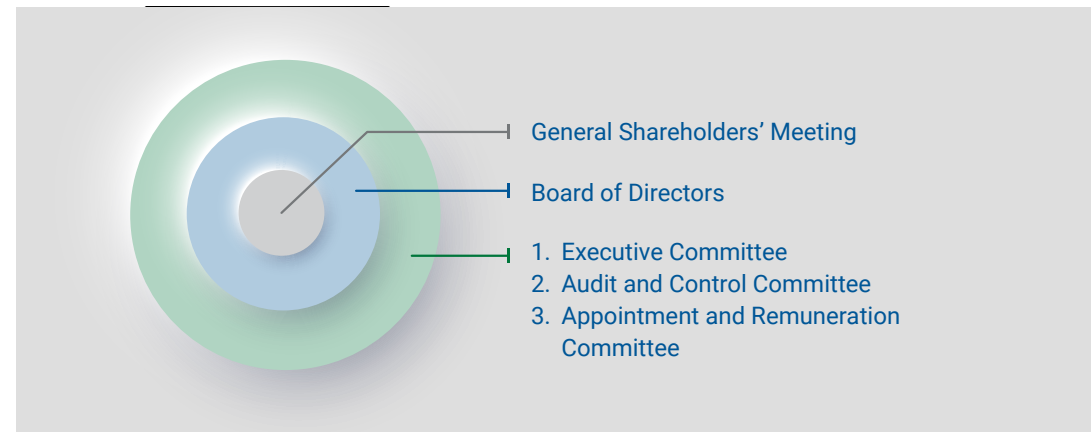 General Shareholders’ Meeting
Board of Directors
1. Executive Committee
2. Audit and Control Committee
3. Appointment and Remuneration
Committee